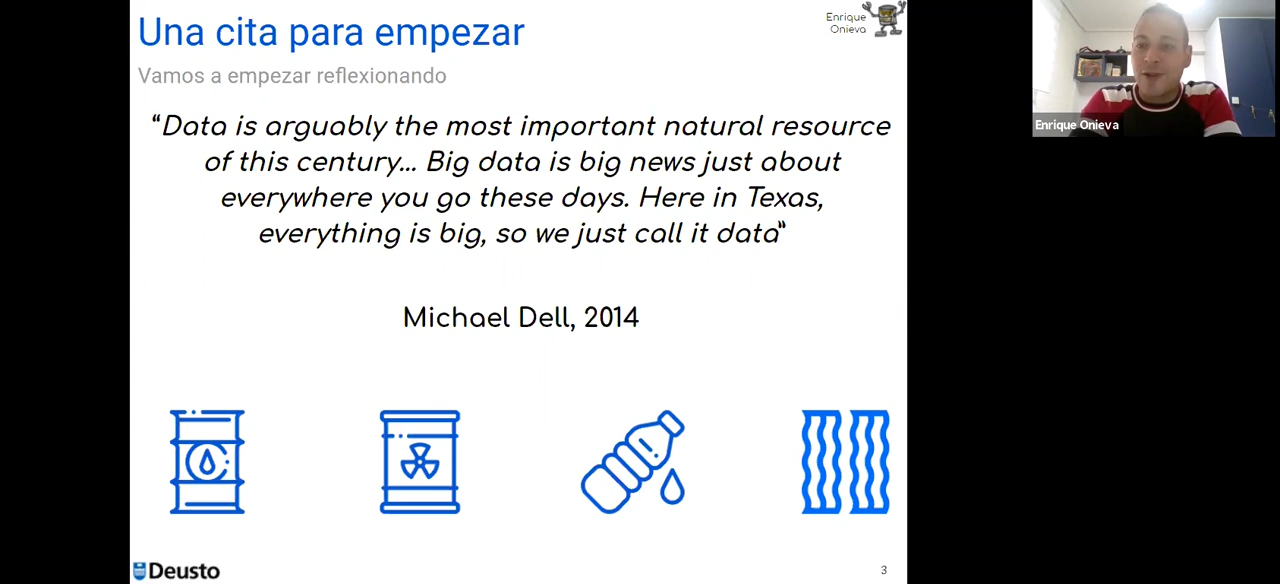 Una cita para empezar
Vamos a empezar reflexionando
Enrique
Onieva
“Data is arguably the most important natural resource
of this century... Big data is big news just about
everywhere you go these days. Here in Texas,
everything is big, so we just call it data”
Michael Dell, 2014
Deusto
3
Enrique Onieva